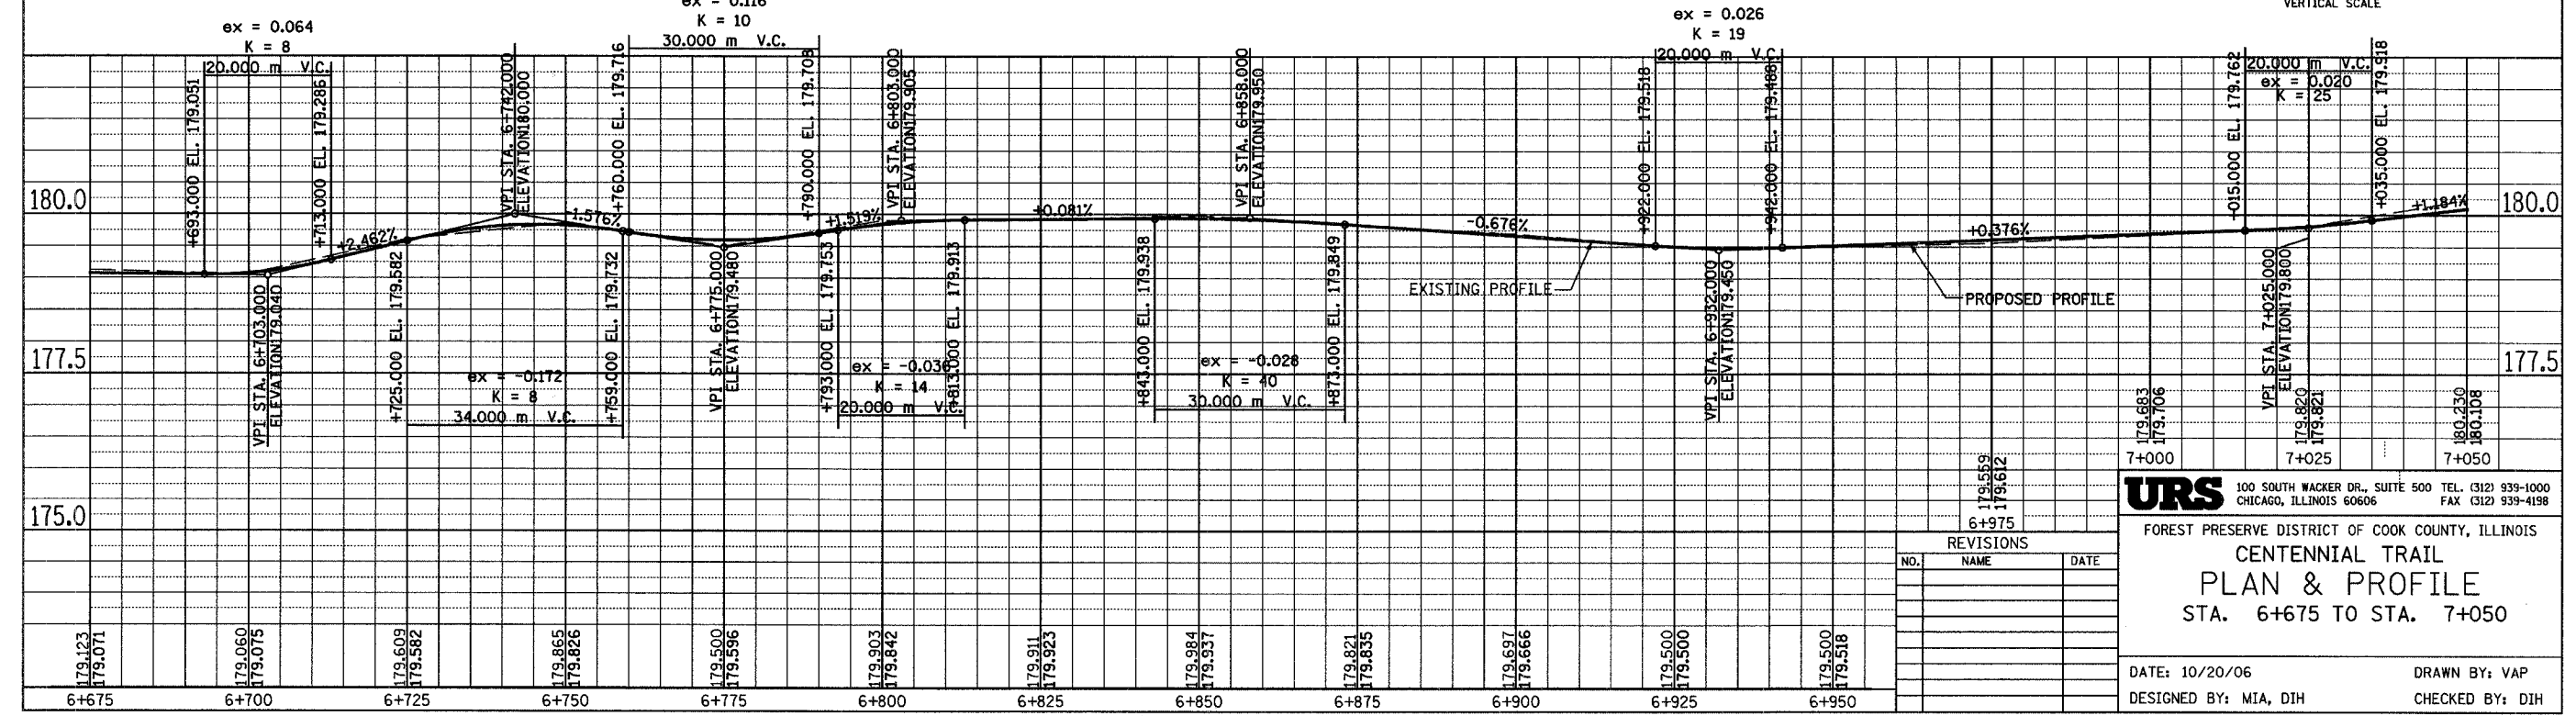 VERTICAL SCALE
ex = 0.064
K = 8
20.000 m V.C.
+693.000 EL. 179.051
+713.000 EL. 179.286
VPI STA. 6+703.000
ELEVATION179.040
+2.462%
VPI STA. 6+742.000
ELEVATION180.000
+725.000 EL. 179.582
+759.000 EL. 179.732
ex = -0.172
K = 8
34.000 m V.C.
-1.576%
ex = 0.116
K = 10
30.000 m V.C.
+760.000 EL. 179.716
+790.000 EL. 179.708
VPI STA. 6+775.000
ELEVATION179.480
+1.519%
VPI STA. 6+803.000
ELEVATION179.905
+793.000 EL. 179.753
+813.000 EL. 179.913
ex = -0.036
K = 14
20.000 m V.C.
+0.081%
VPI STA. 6+858.000
ELEVATION179.950
+843.000 EL. 179.938
+873.000 EL. 179.849
ex = -0.028
K = 40
30.000 m V.C.
-0.676%
EXISTING PROFILE
ex = 0.026
K = 19
20.000 m V.C.
+922.000 EL. 179.518
+942.000 EL. 179.488
VPI STA. 6+932.000
ELEVATION179.450
+0.376%
PROPOSED PROFILE
20.000 m V.C.
ex = 0.020
K = 25
+015.000 EL. 179.762
+035.000 EL. 179.918
VPI STA. 7+025.000
ELEVATION179.800
+1.184%
180.0
180.0
177.5
177.5
175.0
179.123
179.071
179.060
179.075
179.609
179.582
179.865
179.826
179.500
179.596
179.903
179.842
179.911
179.923
179.984
179.937
179.821
179.835
179.697
179.666
179.500
179.500
179.500
179.518
179.559
179.612
179.683
179.706
179.820
179.821
180.230
180.108
6+675
6+700
6+725
6+750
6+775
6+800
6+825
6+850
6+875
6+900
6+925
6+950
6+975
7+000
7+025
7+050
REVISIONS
NO. NAME DATE
URS
100 SOUTH WACKER DR., SUITE 500 TEL. (312) 939-1000
CHICAGO, ILLINOIS 60606 FAX (312) 939-4198
FOREST PRESERVE DISTRICT OF COOK COUNTY, ILLINOIS
CENTENNIAL TRAIL
PLAN & PROFILE
STA. 6+675 TO STA. 7+050
DATE: 10/20/06 DRAWN BY: VAP
DESIGNED BY: MIA, DIH CHECKED BY: DIH